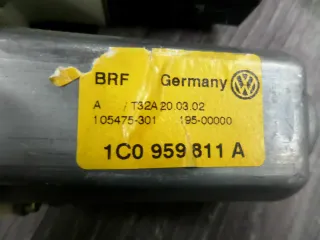 BRF Germany
A / T32A 20.03.02
105475-301 195-00000
1C0 959 811 A